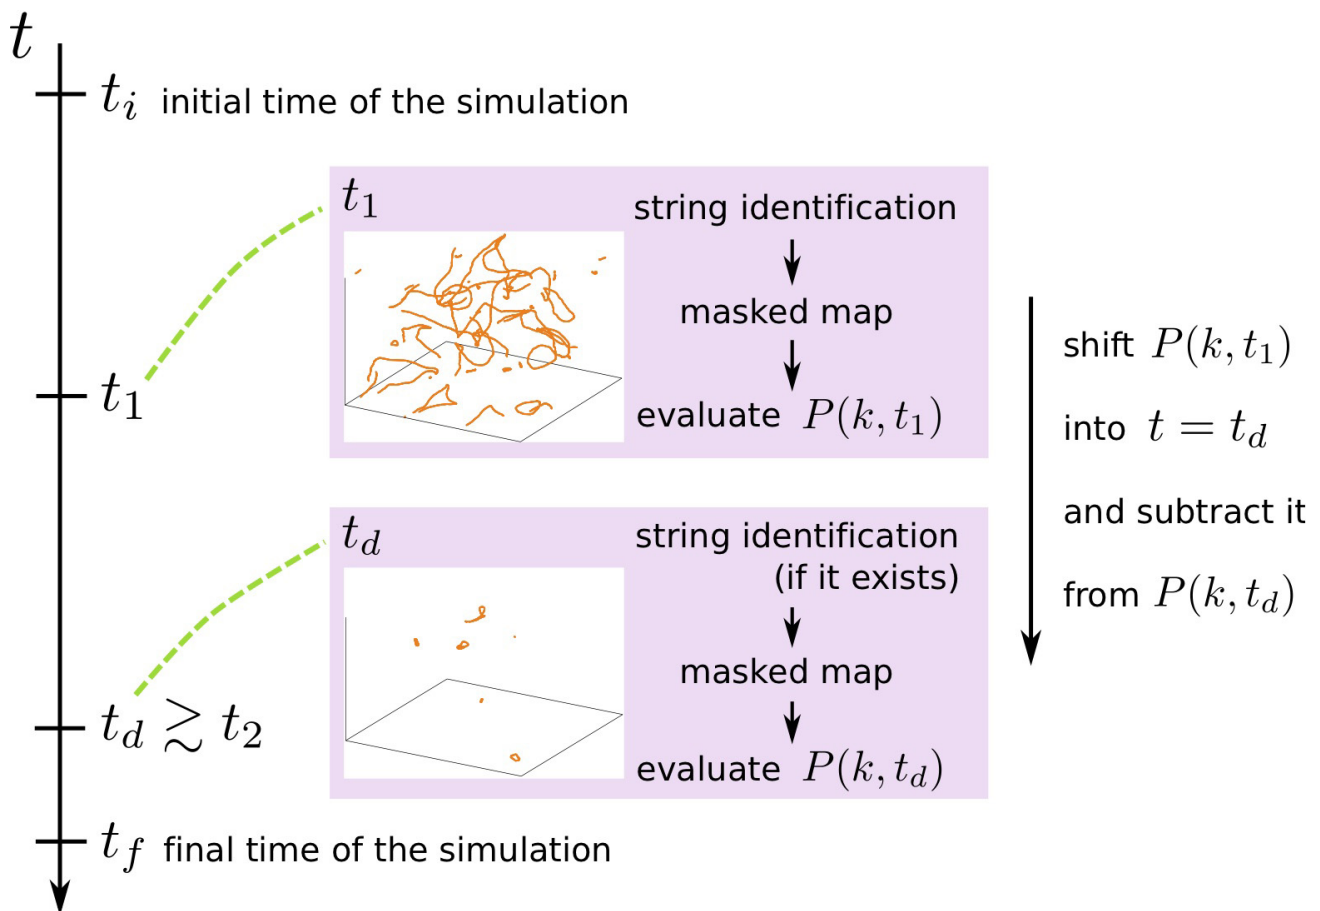 t
t_i initial time of the simulation
t_1
string identification
masked map
evaluate P(k, t_1)
t_1
shift P(k, t_1)
into t = t_d
and subtract it
from P(k, t_d)
t_d
string identification
(if it exists)
masked map
evaluate P(k, t_d)
t_d ≳ t_2
t_f final time of the simulation